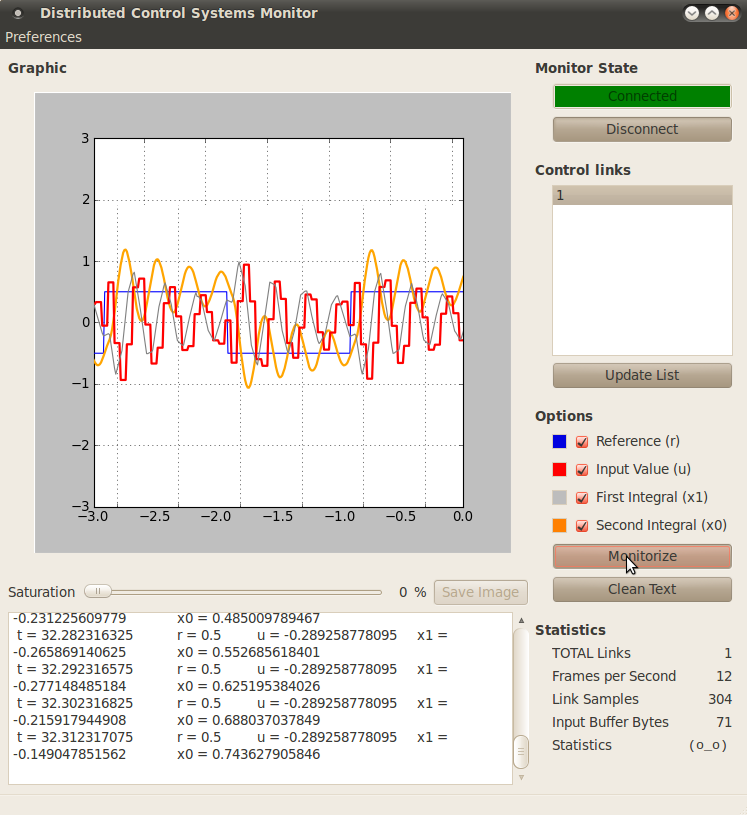 Distributed Control Systems Monitor
Preferences
Graphic
3
2
1
0
−1
−2
−3
−3.0 −2.5 −2.0 −1.5 −1.0 −0.5 0.0
Saturation 0 % Save Image
-0.231225609779 x0 = 0.485009789467
t = 32.282316325 r = 0.5 u = -0.289258778095 x1 =
-0.265869140625 x0 = 0.552685618401
t = 32.292316575 r = 0.5 u = -0.289258778095 x1 =
-0.277148485184 x0 = 0.625195384026
t = 32.302316825 r = 0.5 u = -0.289258778095 x1 =
-0.215917944908 x0 = 0.688037037849
t = 32.312317075 r = 0.5 u = -0.289258778095 x1 =
-0.149047851562 x0 = 0.743627905846
Monitor State
Connected
Disconnect
Control links
1
Update List
Options
Reference (r)
Input Value (u)
First Integral (x1)
Second Integral (x0)
Monitorize
Clean Text
Statistics
TOTAL Links 1
Frames per Second 12
Link Samples 304
Input Buffer Bytes 71
Statistics (o_o)